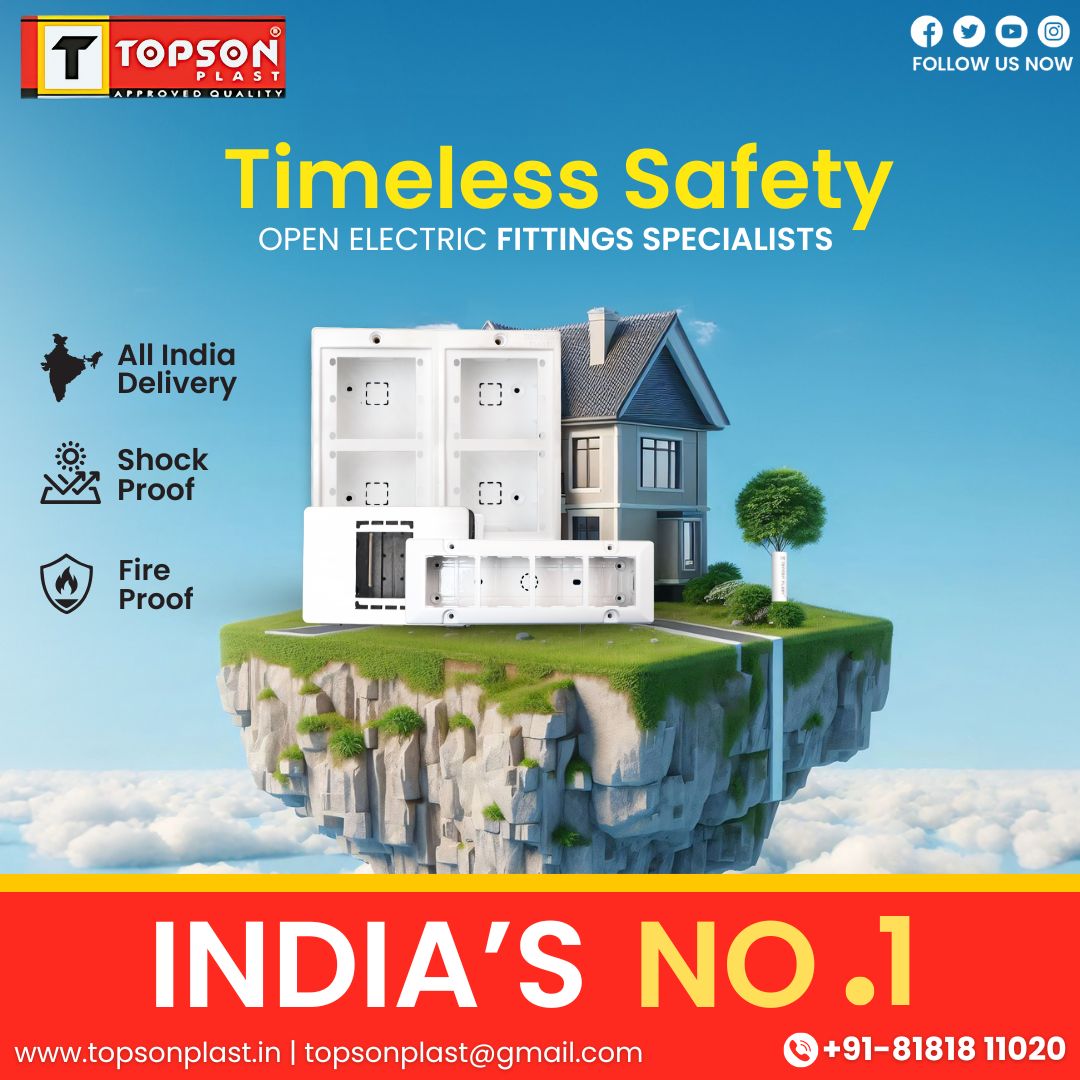 T TOPSON®
PLAST
APPROVED QUALITY
FOLLOW US NOW
Timeless Safety
OPEN ELECTRIC FITTINGS SPECIALISTS
All India
Delivery
Shock
Proof
Fire
Proof
INDIA'S NO.1
www.topsonplast.in | topsonplast@gmail.com
+91-81818 11020